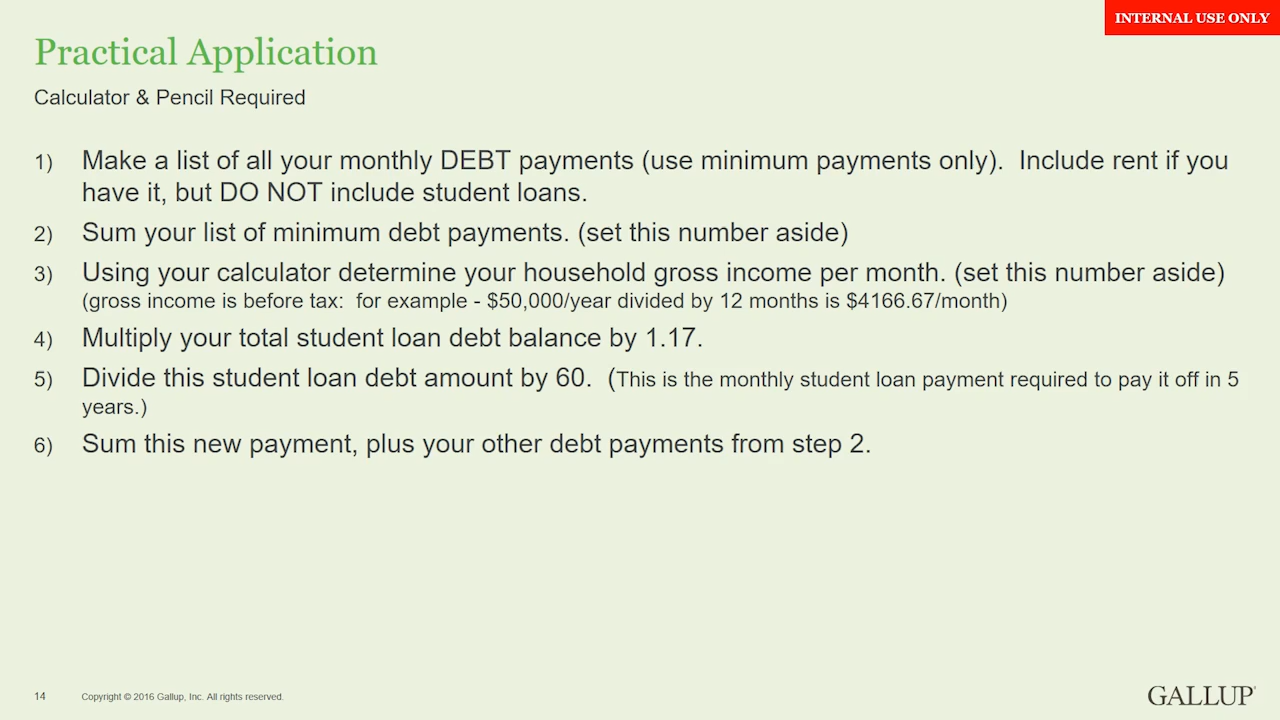 INTERNAL USE ONLY
Practical Application
Calculator & Pencil Required
1) Make a list of all your monthly DEBT payments (use minimum payments only).  Include rent if you
have it, but DO NOT include student loans.
2) Sum your list of minimum debt payments. (set this number aside)
3) Using your calculator determine your household gross income per month. (set this number aside)
(gross income is before tax:  for example - $50,000/year divided by 12 months is $4166.67/month)
4) Multiply your total student loan debt balance by 1.17.
5) Divide this student loan debt amount by 60.  (This is the monthly student loan payment required to pay it off in 5
years.)
6) Sum this new payment, plus your other debt payments from step 2.
14 Copyright © 2016 Gallup, Inc. All rights reserved.
GALLUP®